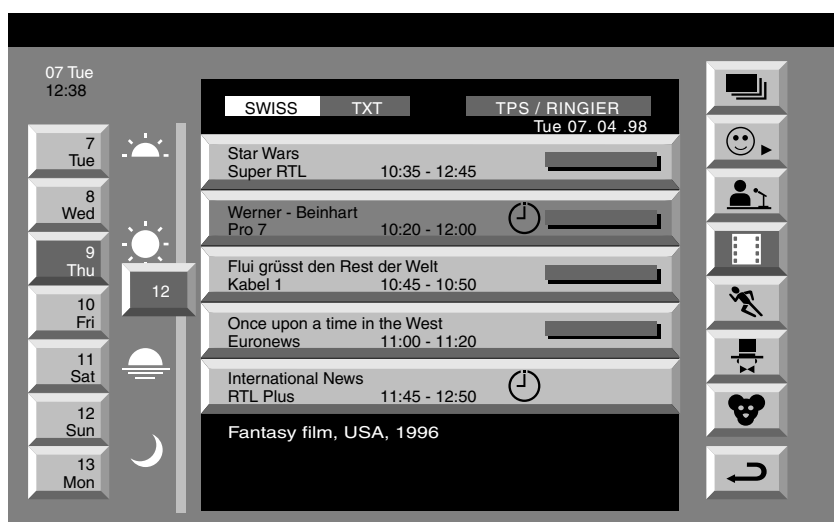 07 Tue
12:38
SWISS TXT TPS / RINGIER
Tue 07. 04 .98
7
Tue
8
Wed
9
Thu
10
Fri
11
Sat
12
Sun
13
Mon
12
Star Wars
Super RTL 10:35 - 12:45
Werner - Beinhart
Pro 7 10:20 - 12:00
Flui grüsst den Rest der Welt
Kabel 1 10:45 - 10:50
Once upon a time in the West
Euronews 11:00 - 11:20
International News
RTL Plus 11:45 - 12:50
Fantasy film, USA, 1996